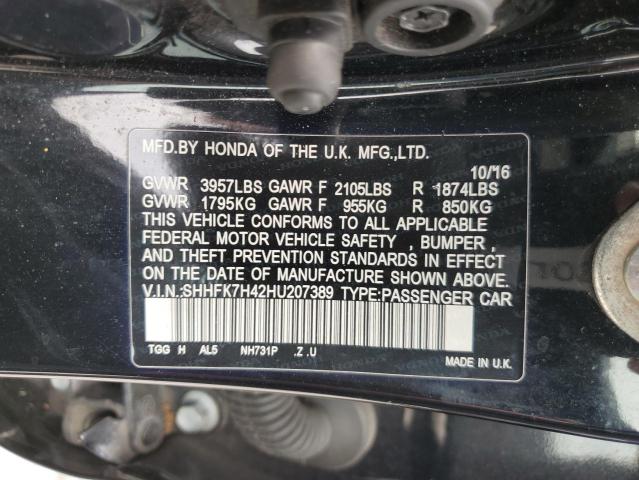 MFD.BY HONDA OF THE U.K. MFG.,LTD.
10/16
GVWR 3957LBS GAWR F 2105LBS R 1874LBS
GVWR 1795KG GAWR F 955KG R 850KG
THIS VEHICLE CONFORMS TO ALL APPLICABLE
FEDERAL MOTOR VEHICLE SAFETY , BUMPER ,
AND THEFT PREVENTION STANDARDS IN EFFECT
ON THE DATE OF MANUFACTURE SHOWN ABOVE.
V.I.N.:SHHFK7H42HU207389 TYPE:PASSENGER CAR
TGG H AL5 NH731P .Z .U
MADE IN U.K.